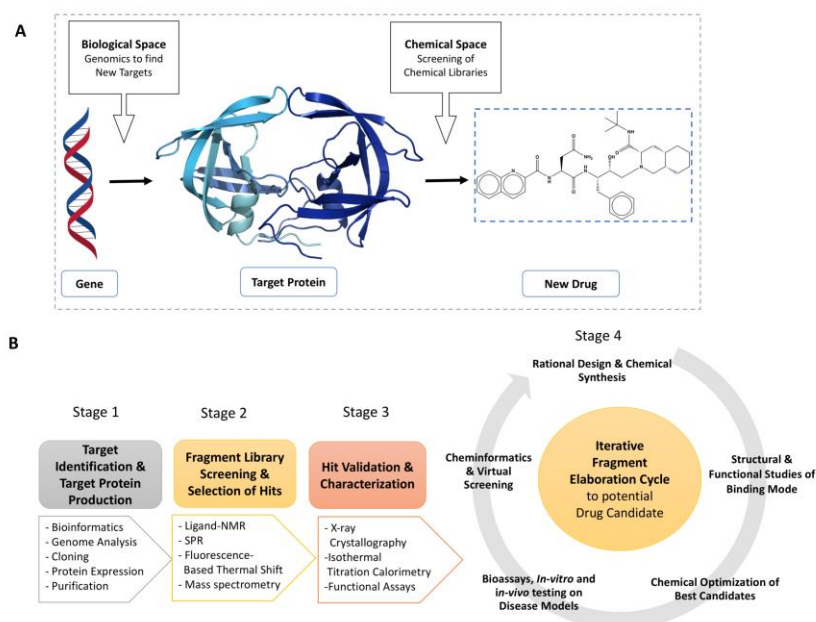 A
Biological Space
Genomics to find
New Targets
Chemical Space
Screening of
Chemical Libraries
N
O
N
H
O
NH₂
O
H
N
OH
N
O
HN
Gene
Target Protein
New Drug
B
Stage 1
Target
Identification &
Target Protein
Production
- Bioinformatics
- Genome Analysis
- Cloning
- Protein Expression
- Purification
Stage 2
Fragment Library
Screening &
Selection of Hits
- Ligand-NMR
- SPR
- Fluorescence-
Based Thermal Shift
- Mass spectrometry
Stage 3
Hit Validation &
Characterization
- X-ray
Crystallography
-Isothermal
Titration Calorimetry
-Functional Assays
Stage 4
Rational Design & Chemical
Synthesis
Structural &
Functional Studies of
Binding Mode
Chemical Optimization of
Best Candidates
Bioassays, In-vitro and
in-vivo testing on
Disease Models
Cheminformatics
& Virtual
Screening
Iterative
Fragment
Elaboration Cycle
to potential
Drug Candidate